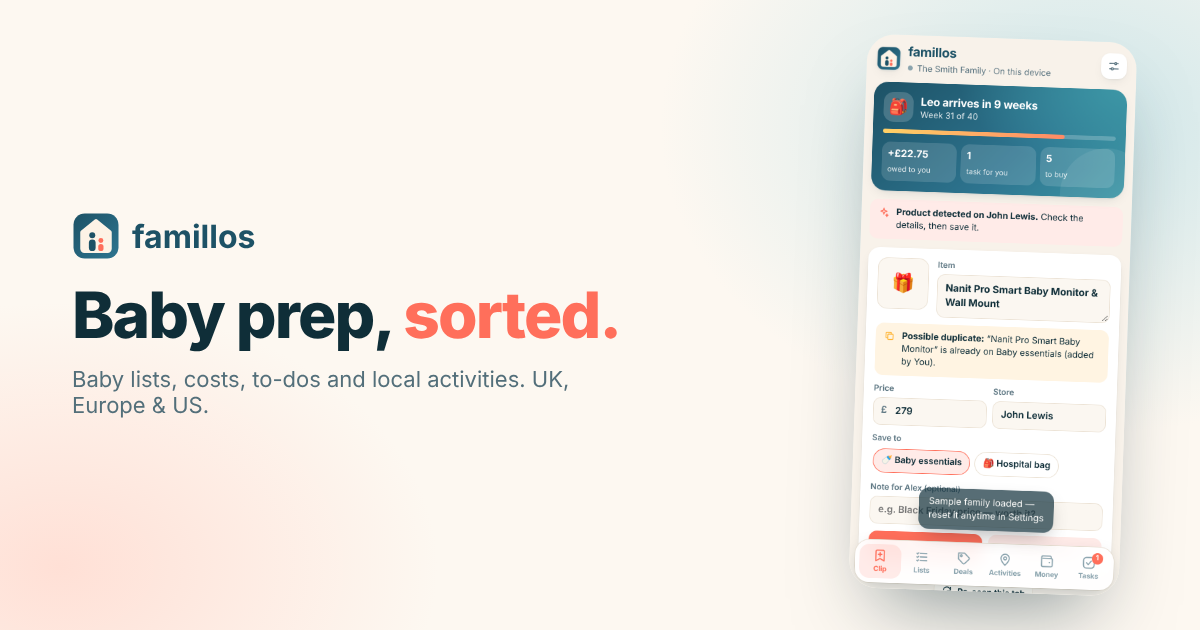 famillos
Baby prep, sorted.
Baby lists, costs, to-dos and local activities. UK,
Europe & US.
famillos
The Smith Family · On this device
Leo arrives in 9 weeks
Week 31 of 40
+£22.75
owed to you
1
task for you
5
to buy
Product detected on John Lewis. Check the
details, then save it.
Item
Nanit Pro Smart Baby Monitor &
Wall Mount
Possible duplicate: "Nanit Pro Smart Baby
Monitor" is already on Baby essentials (added
by You).
Price
£ 279
Store
John Lewis
Save to
Baby essentials
Hospital bag
Note for Alex (optional)
e.g. Black
Sample family loaded —
reset it anytime in Settings
Clip
Lists
Deals
Activities
Money
Tasks
1